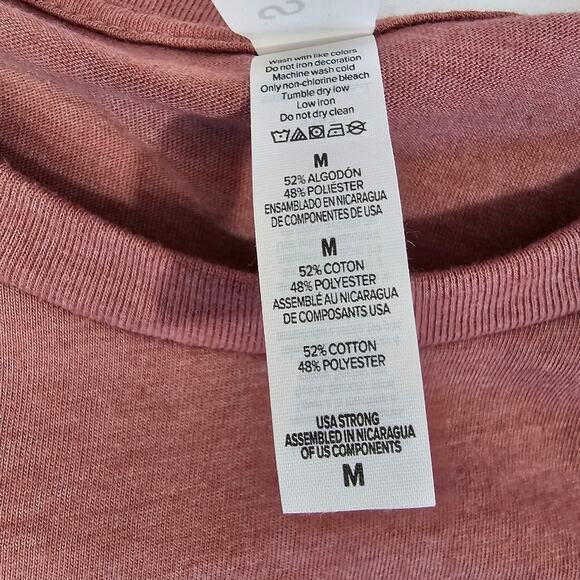 Wash with like colors
Do not iron decoration
Machine wash cold
Only non-chlorine bleach
Tumble dry low
Low iron
Do not dry clean
M
52% ALGODÓN
48% POLIÉSTER
ENSAMBLADO EN NICARAGUA
DE COMPONENTES DE USA
M
52% COTON
48% POLYESTER
ASSEMBLÉ AU NICARAGUA
DE COMPOSANTS USA
52% COTTON
48% POLYESTER
USA STRONG
ASSEMBLED IN NICARAGUA
OF US COMPONENTS
M